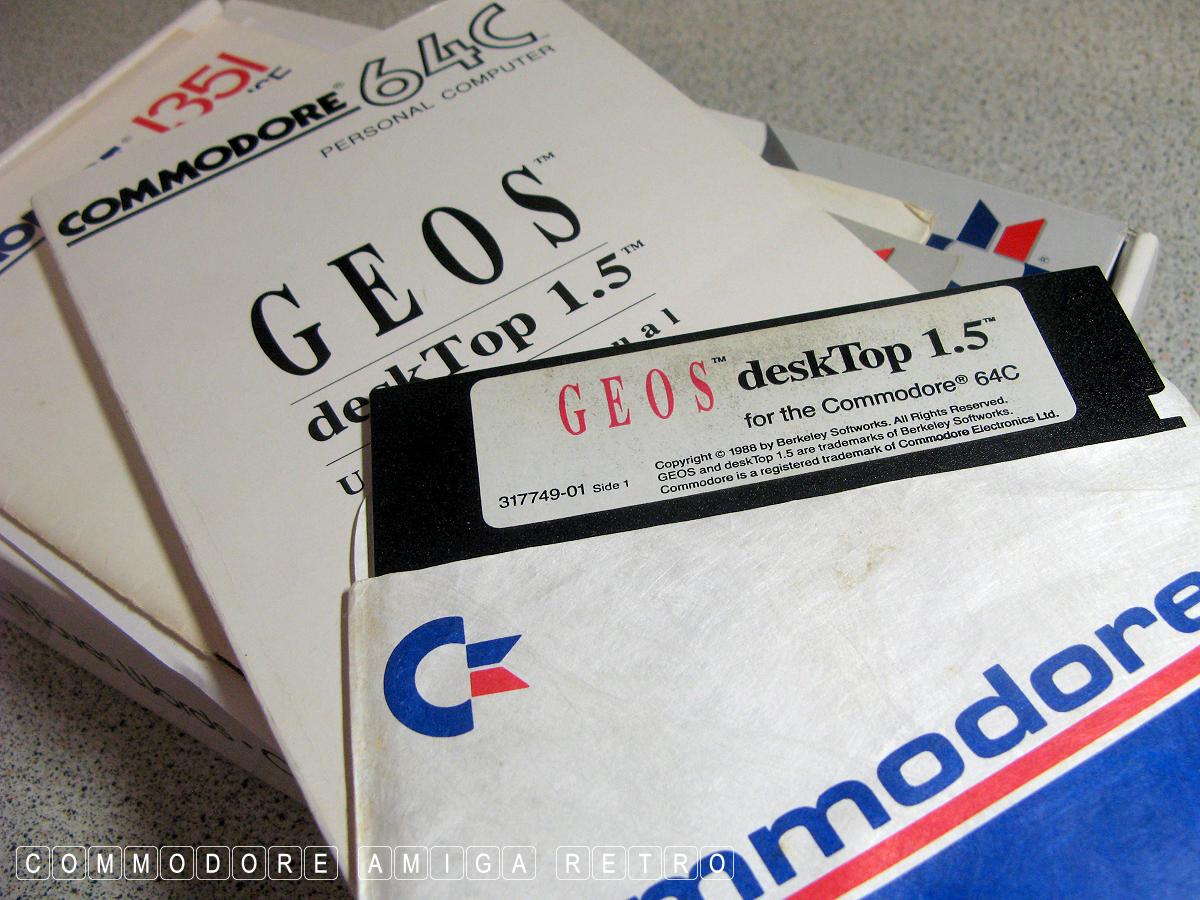 1351
COMMODORE® 64C
PERSONAL COMPUTER
GEOS™
deskTop 1.5™
GEOS™ deskTop 1.5™
for the Commodore® 64C
Copyright © 1988 by Berkeley Softworks. All Rights Reserved.
GEOS and deskTop 1.5 are trademarks of Berkeley Softworks.
317749-01 Side 1 Commodore is a registered trademark of Commodore Electronics Ltd.
mmodore
COMMODORE AMIGA RETRO